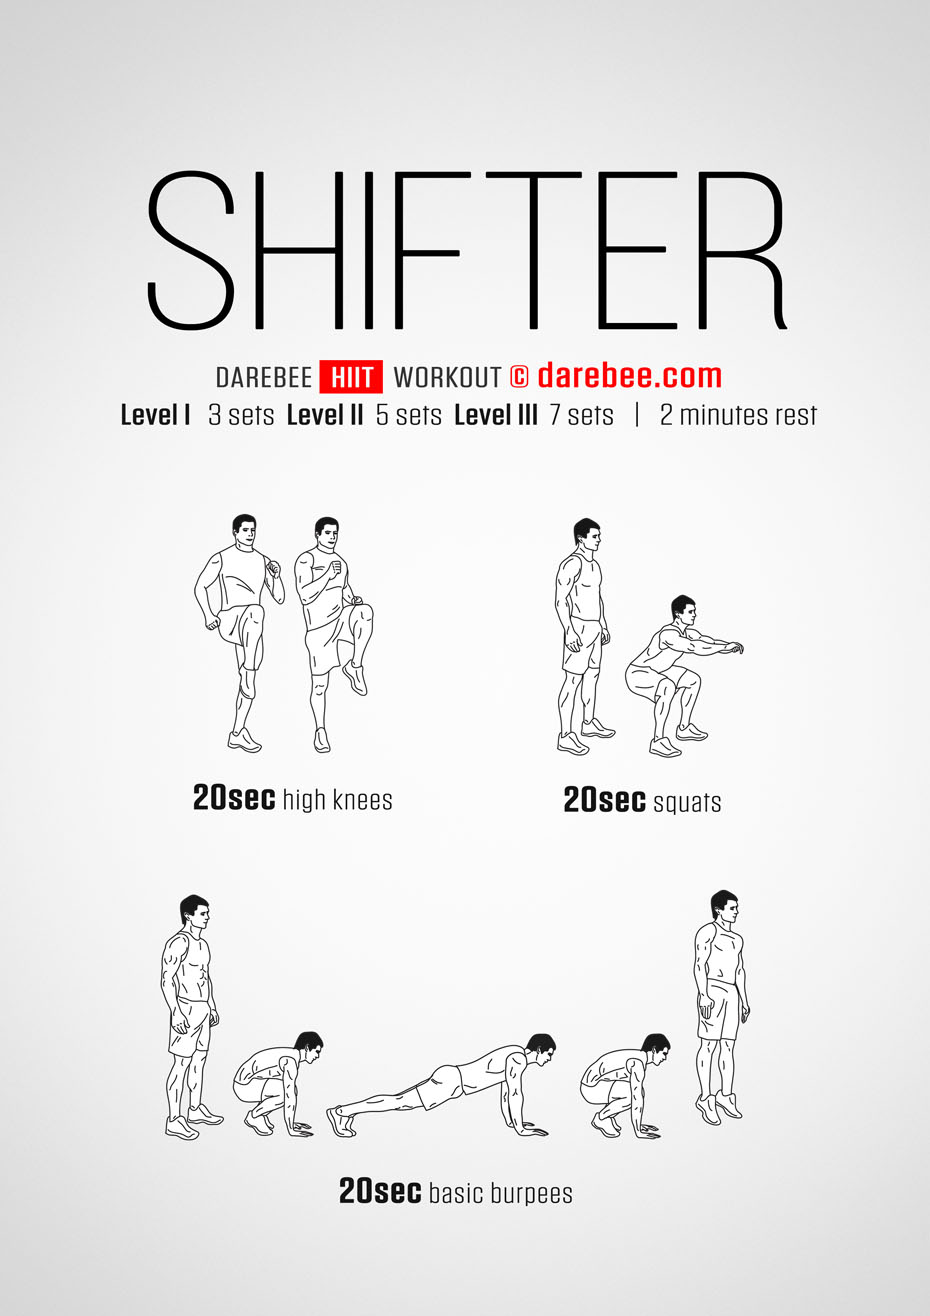 SHIFTER
DAREBEE HIIT WORKOUT © darebee.com
Level I 3 sets Level II 5 sets Level III 7 sets | 2 minutes rest
20sec high knees
20sec squats
20sec basic burpees